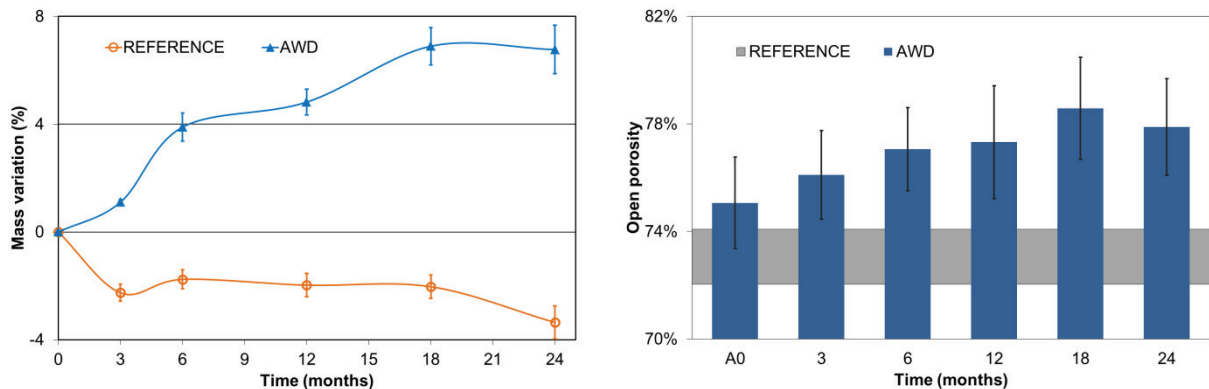 8
4
0
-4
Mass variation (%)
REFERENCE
AWD
0 3 6 9 12 15 18 21 24
Time (months)
82%
78%
74%
70%
Open porosity
REFERENCE
AWD
A0 3 6 12 18 24
Time (months)